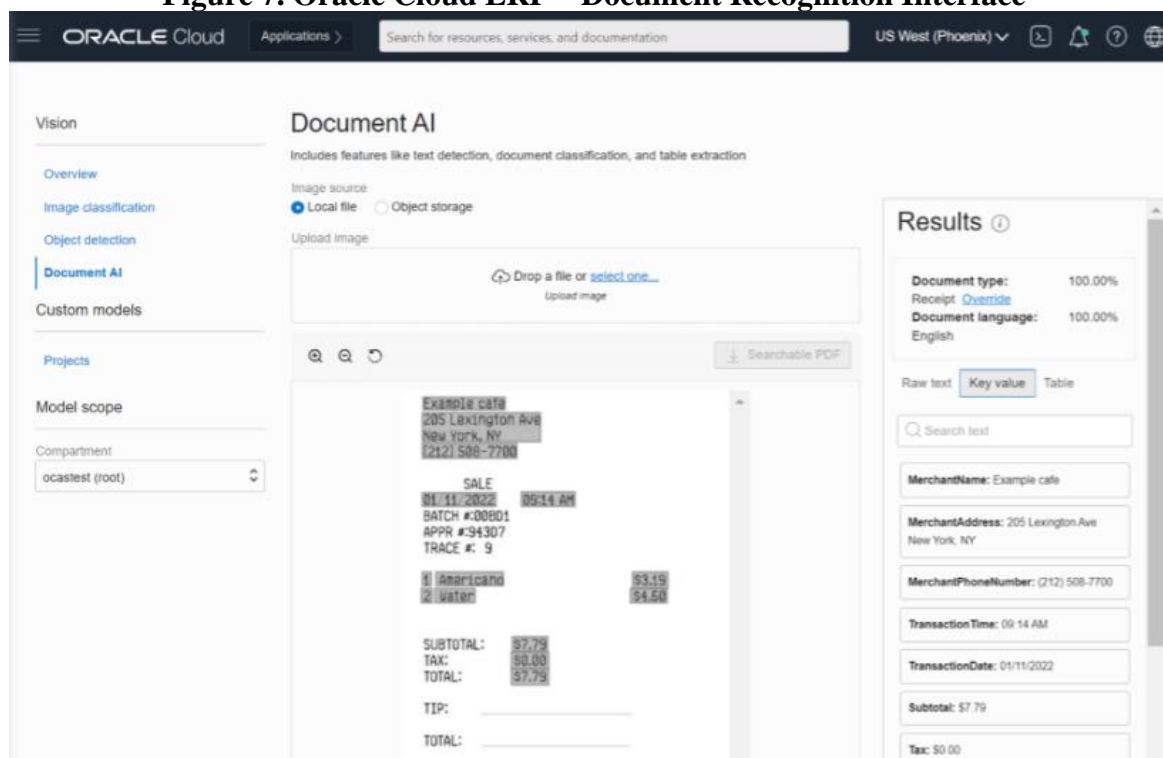 Figure 7. Oracle Cloud ERP – Document Recognition Interface
ORACLE Cloud
Applications >
Search for resources, services, and documentation
US West (Phoenix)
Vision
Overview
Image classification
Object detection
Document AI
Custom models
Projects
Model scope
Compartment
ocastest (root)
Document AI
Includes features like text detection, document classification, and table extraction
Image source
Local file
Object storage
Upload image
Drop a file or select one...
Upload image
Searchable PDF
Example cafe
205 Lexington Ave
New York, NY
(212) 508-7700
SALE
01/11/2022 09:14 AM
BATCH #:00BD1
APPR #:943D7
TRACE #: 9
1 Americano $3.19
2 Water $4.60
SUBTOTAL: $7.79
TAX: $0.00
TOTAL: $7.79
TIP:
TOTAL:
Results
Document type: 100.00%
Receipt Override
Document language: 100.00%
English
Raw text Key value Table
Search text
MerchantName: Example cafe
MerchantAddress: 205 Lexington Ave
New York, NY
MerchantPhoneNumber: (212) 508-7700
TransactionTime: 09:14 AM
TransactionDate: 01/11/2022
Subtotal: $7.79
Tax: $0.00